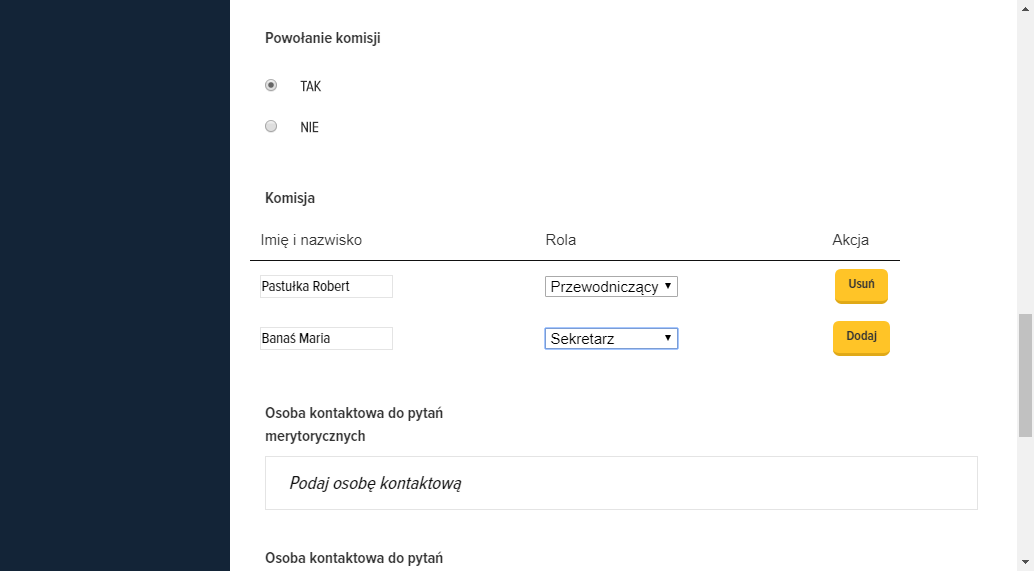 Powołanie komisji
TAK
NIE
Komisja
Imię i nazwisko Rola Akcja
Pastułka Robert Przewodniczący Usuń
Banaś Maria Sekretarz Dodaj
Osoba kontaktowa do pytań
merytorycznych
Podaj osobę kontaktową
Osoba kontaktowa do pytań